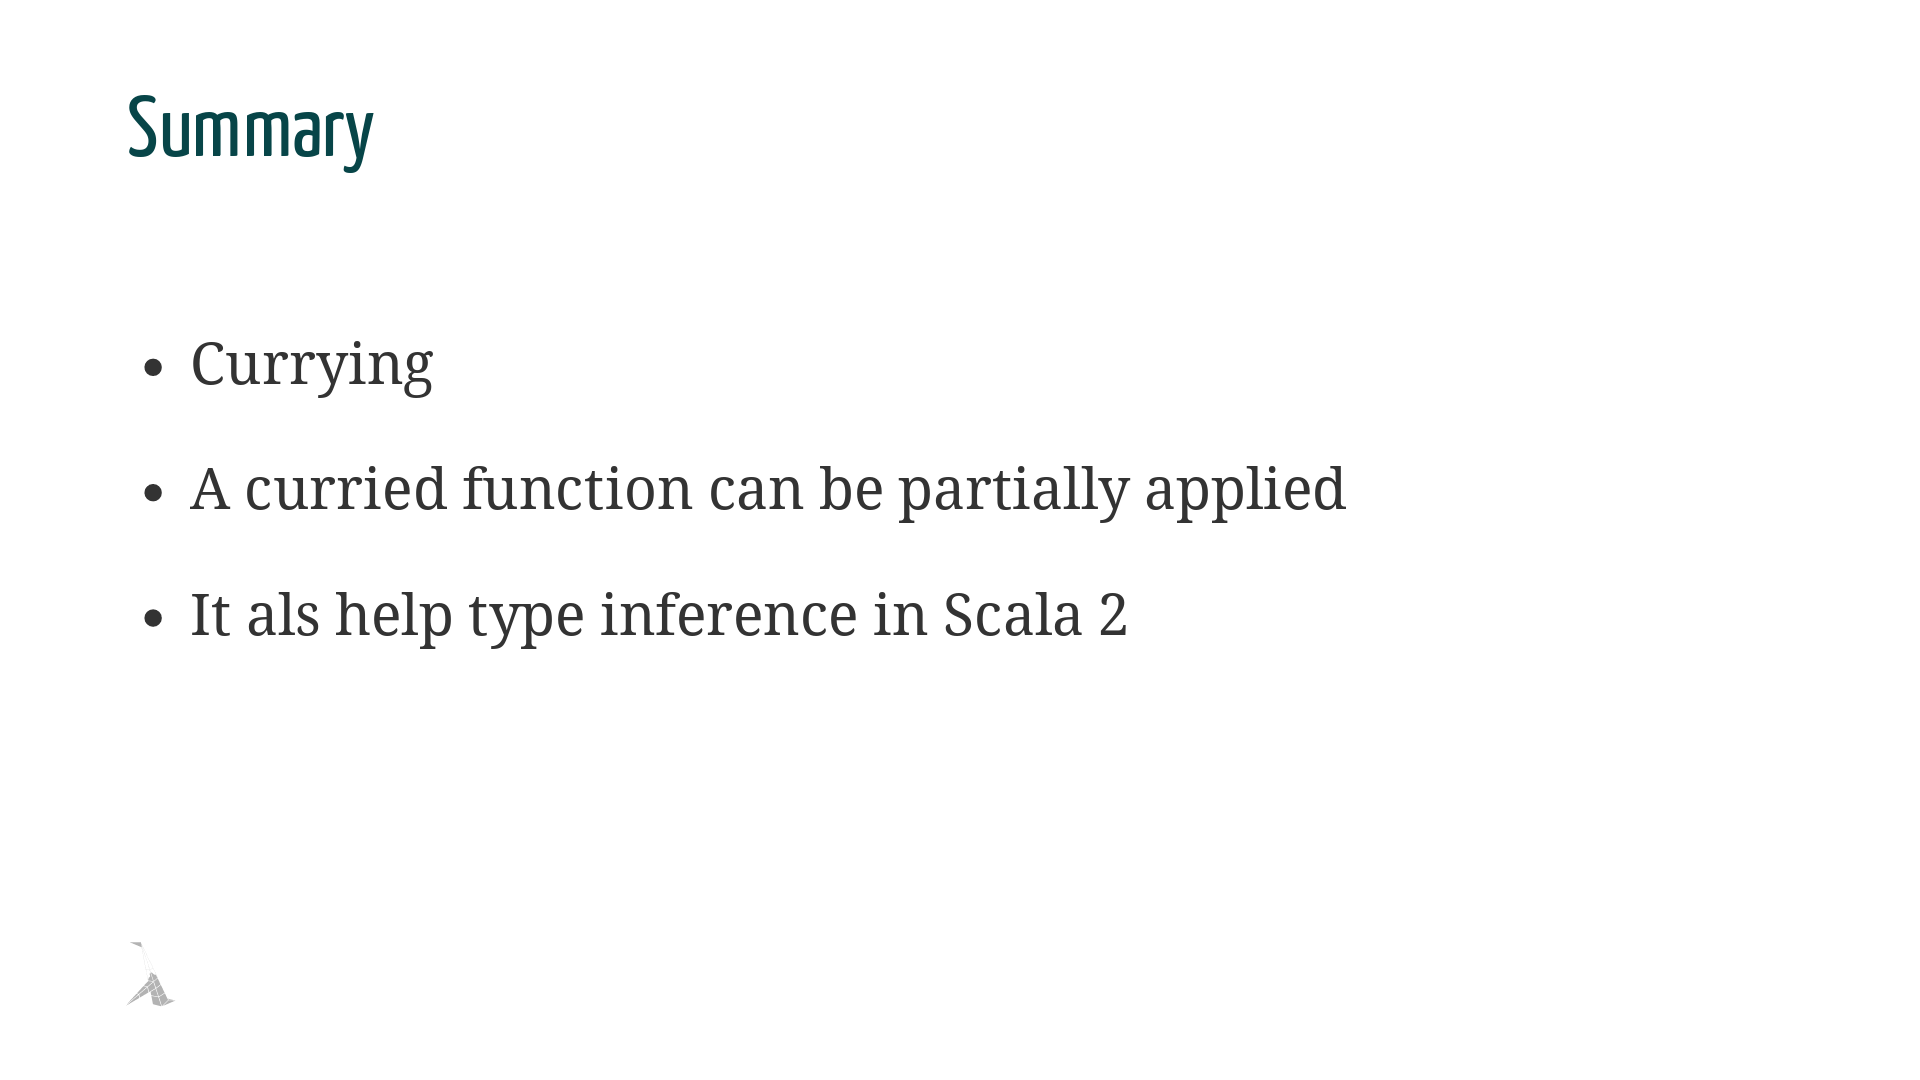 Summary
• Currying
• A curried function can be partially applied
• It als help type inference in Scala 2